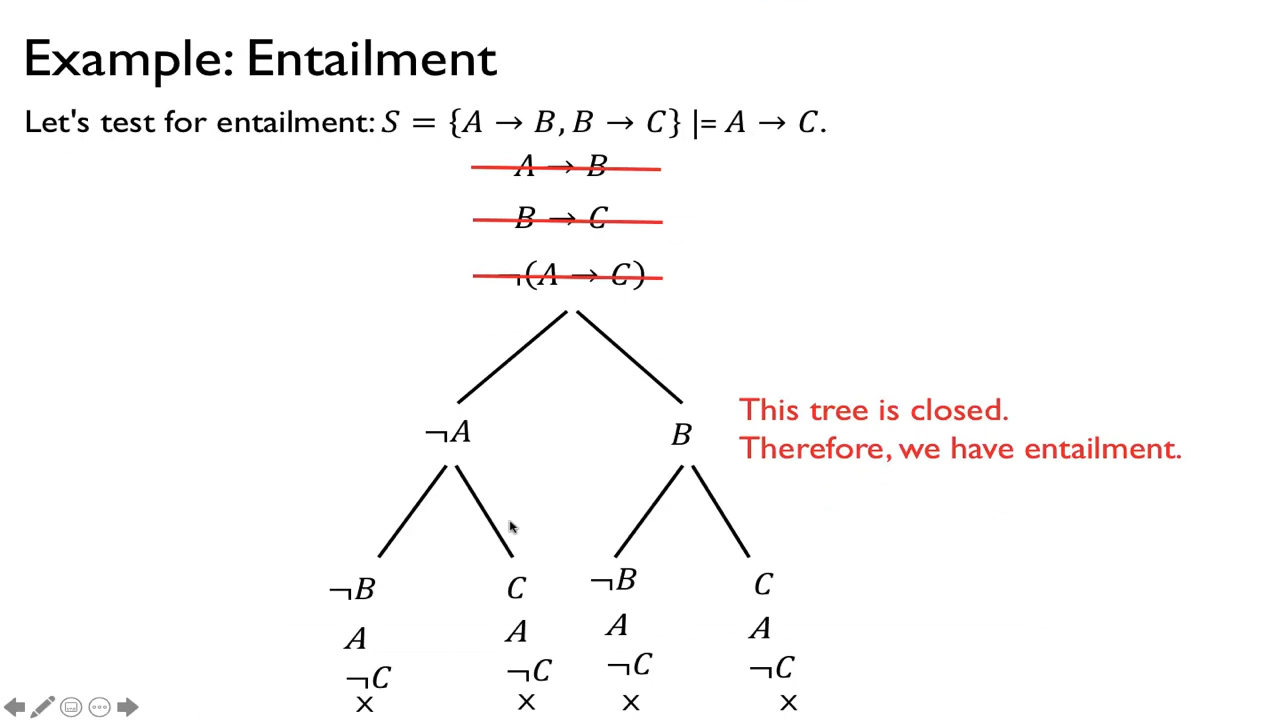 Example: Entailment
Let's test for entailment: S = {A → B, B → C} |= A → C.
A → B
B → C
¬(A → C)
¬A B
This tree is closed.
Therefore, we have entailment.
¬B C ¬B C
A A A A
¬C ¬C ¬C ¬C
x x x x